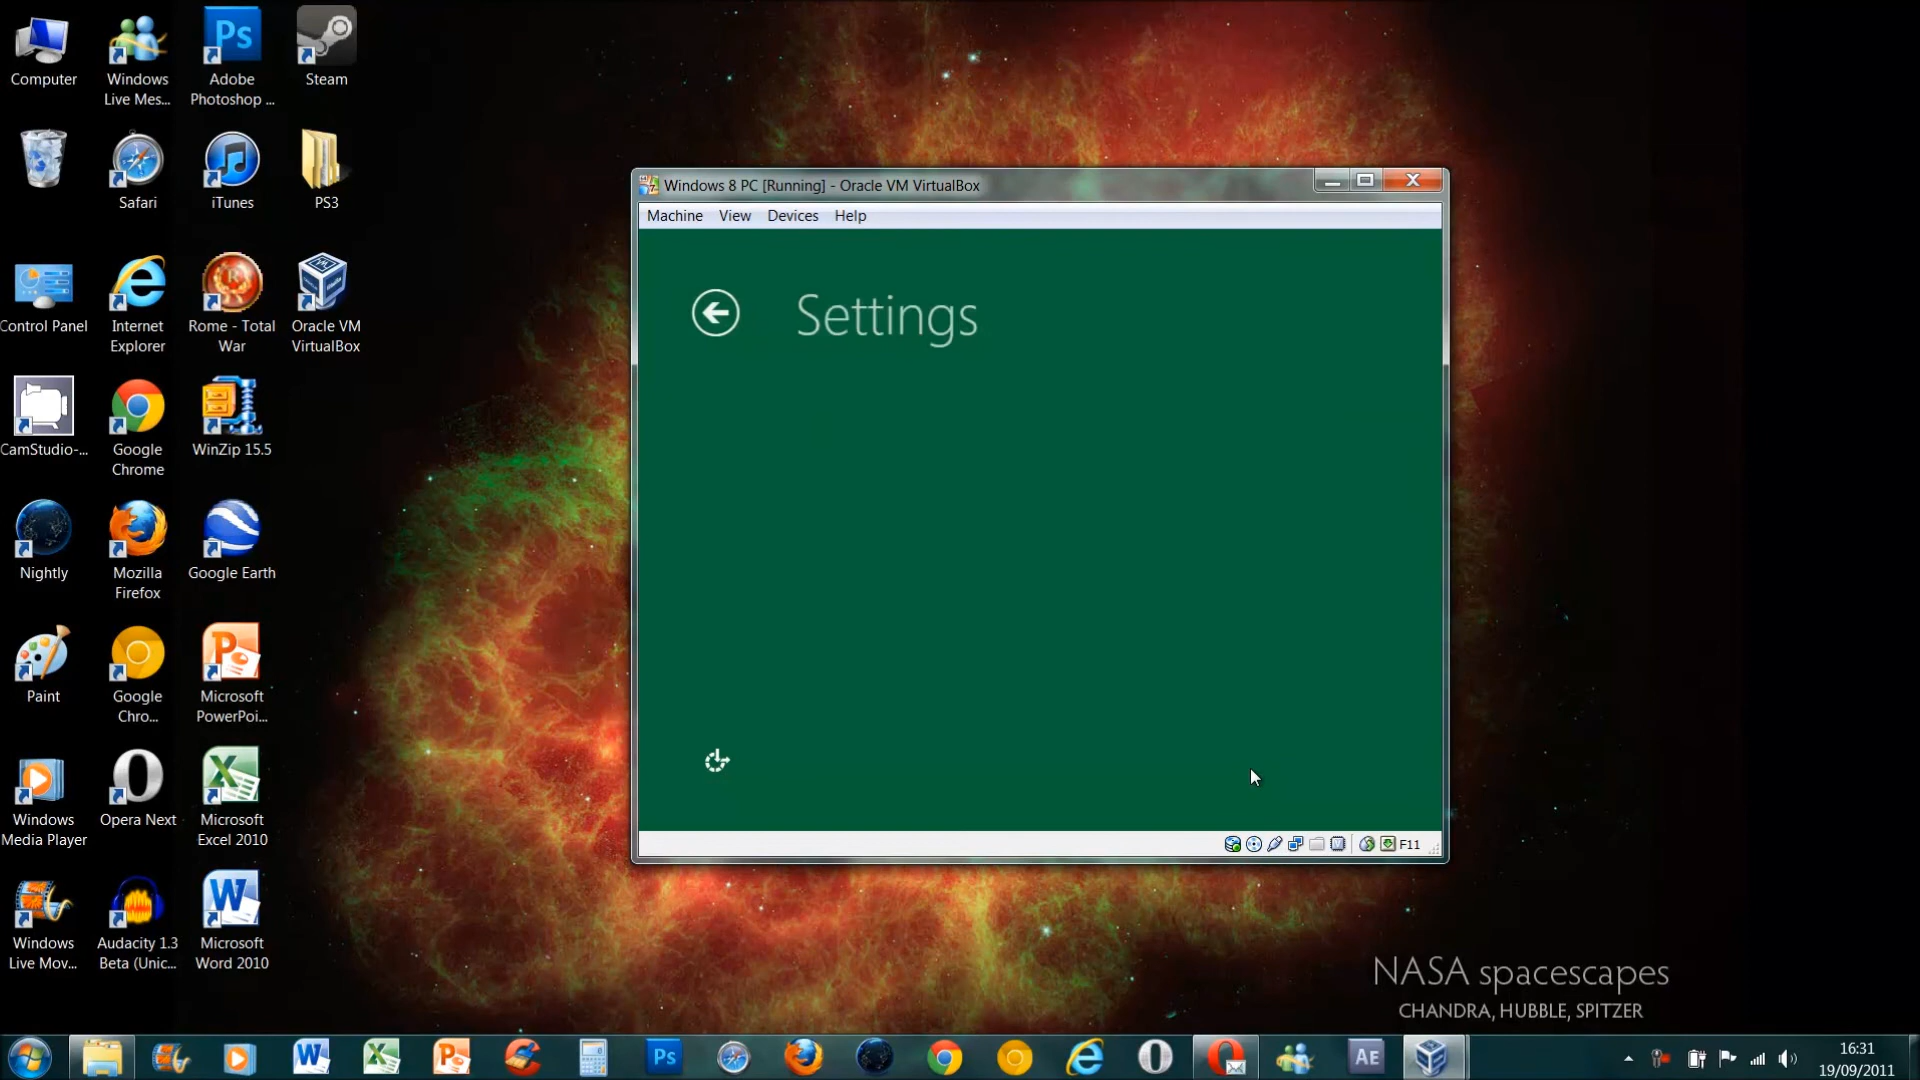 Computer
Windows
Live Mes...
Ps
Adobe
Photoshop ...
Steam
Safari
iTunes
PS3
Control Panel
Internet
Explorer
Rome - Total
War
Oracle VM
VirtualBox
CamStudio-...
Google
Chrome
WinZip 15.5
Nightly
Mozilla
Firefox
Google Earth
Paint
Google
Chro...
Microsoft
PowerPoi...
Windows
Media Player
Opera Next
Microsoft
Excel 2010
Windows
Live Mov...
Audacity 1.3
Beta (Unic...
Microsoft
Word 2010
Windows 8 PC [Running] - Oracle VM VirtualBox
Machine View Devices Help
Settings
F11
NASA spacescapes
CHANDRA, HUBBLE, SPITZER
Ps
AE
16:31
19/09/2011